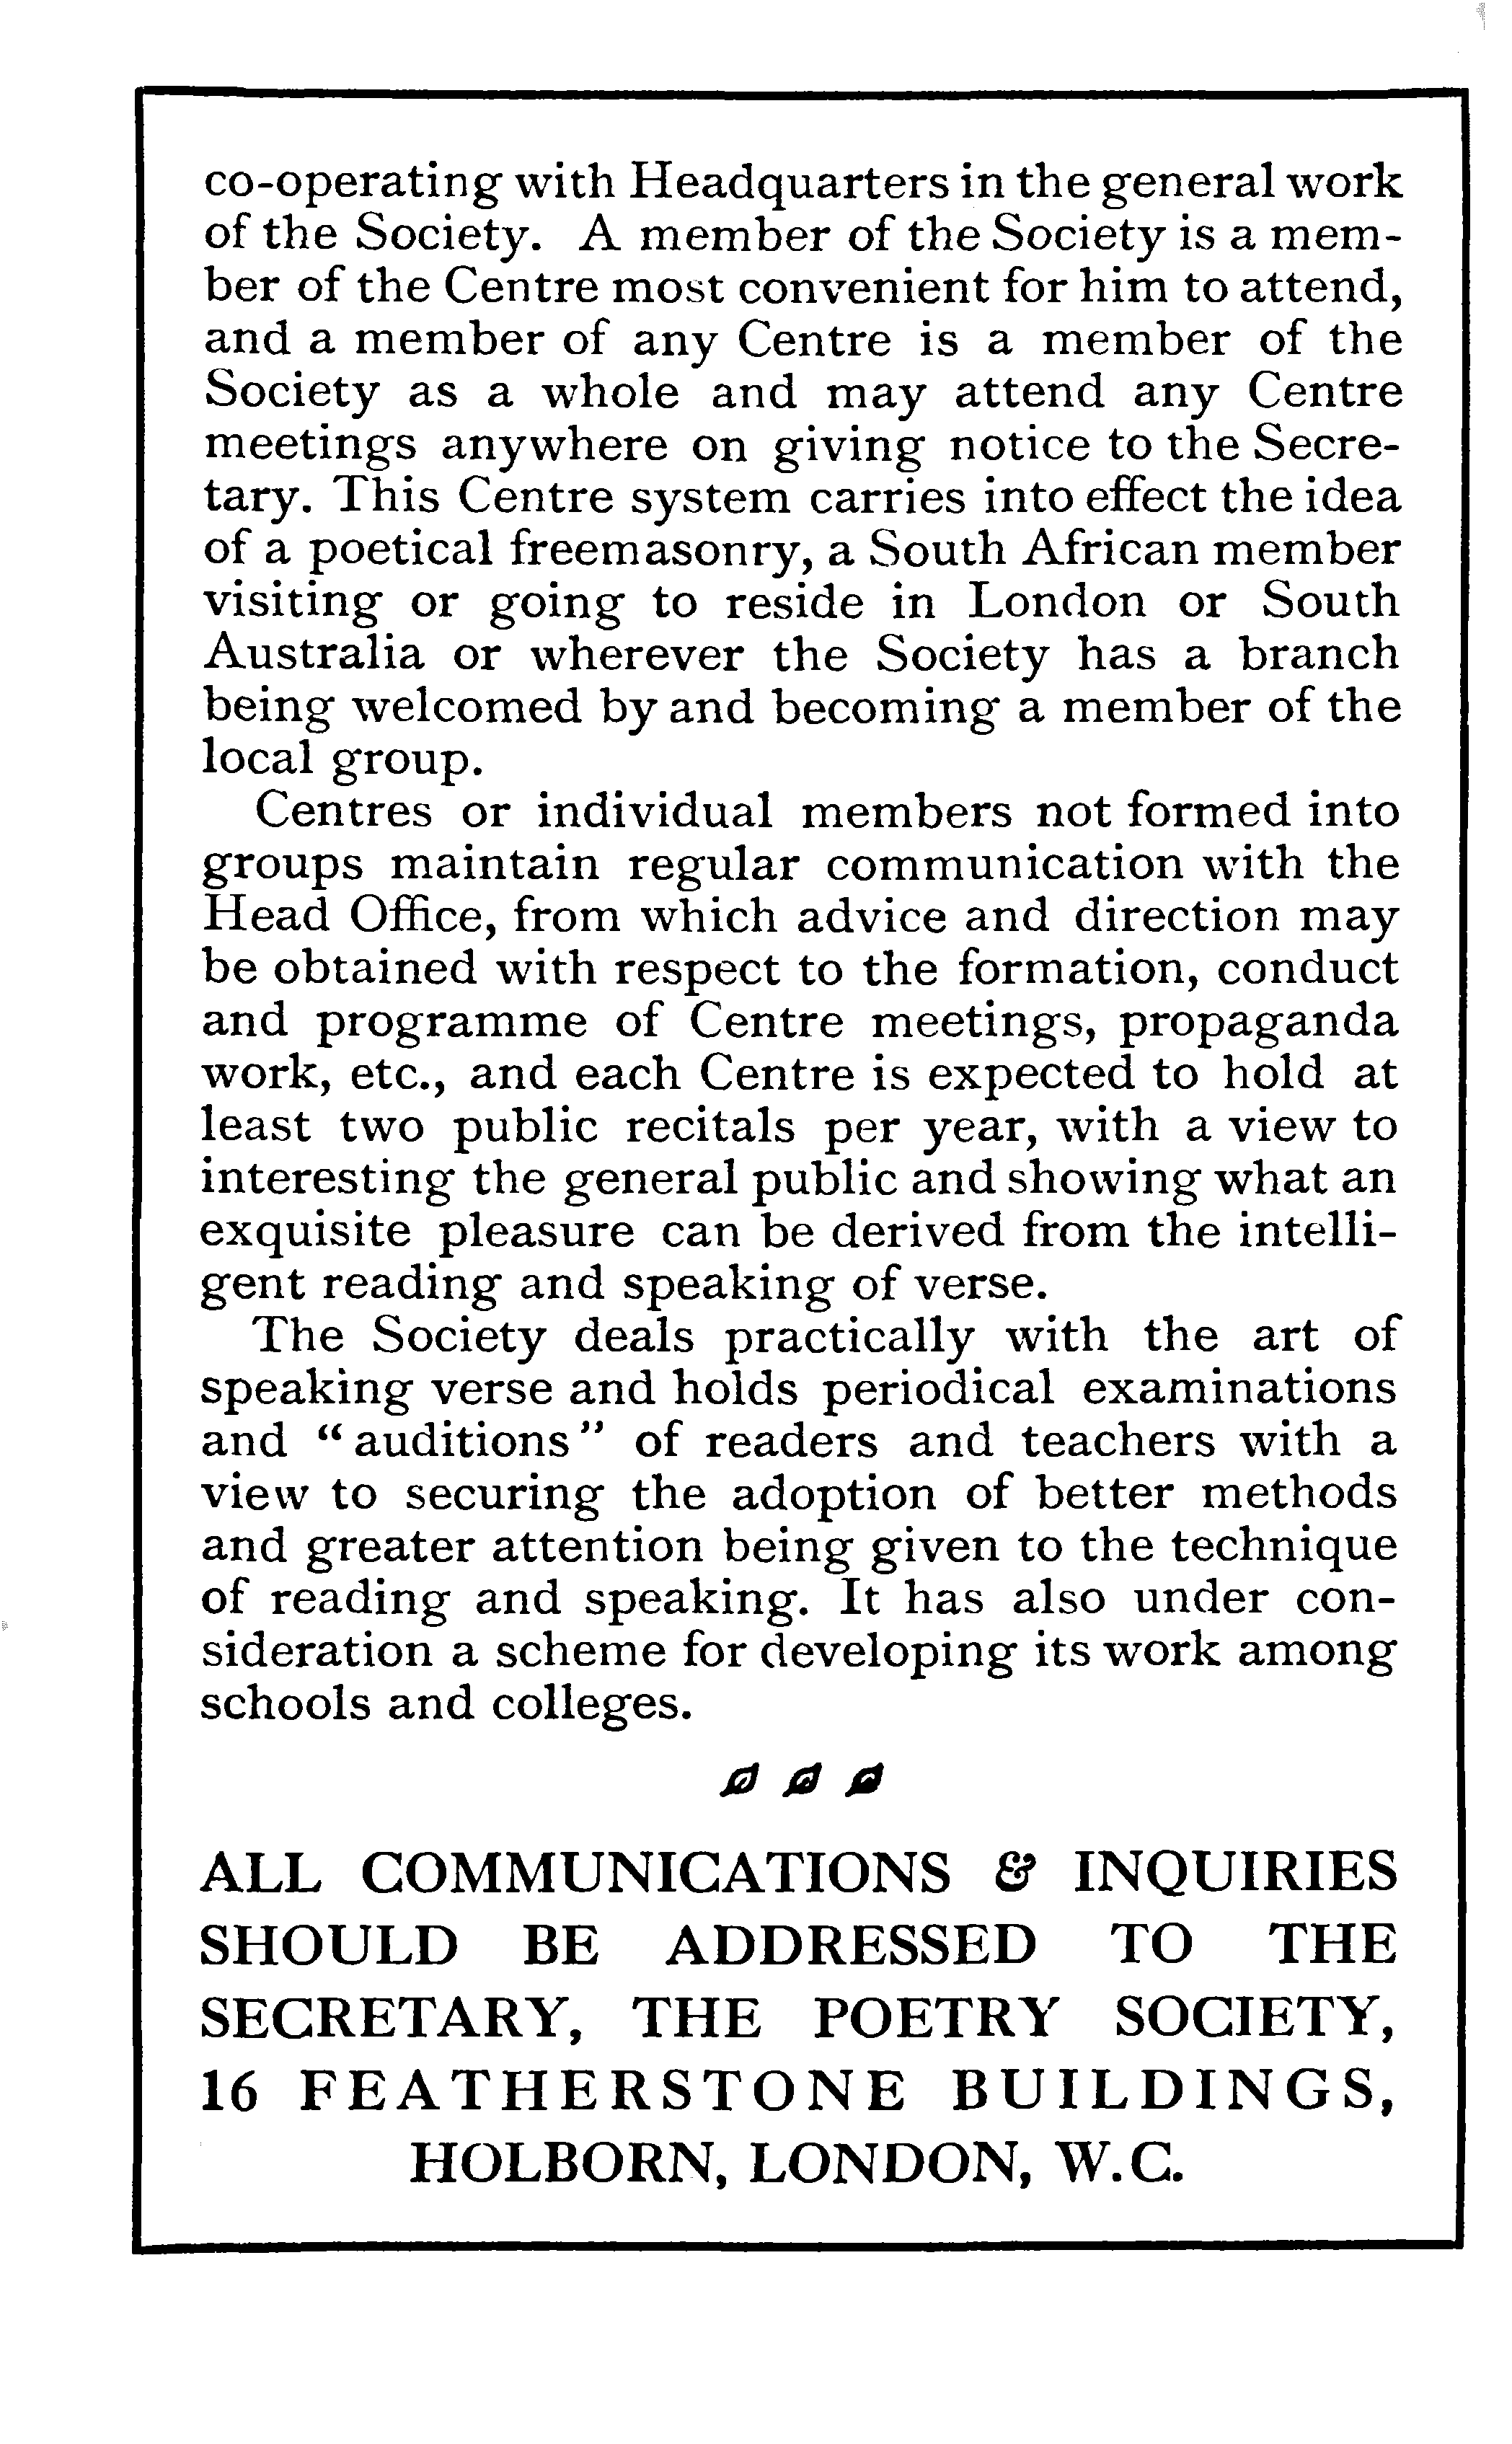 co-operating with Headquarters in the general work
of the Society. A member of the Society is a mem-
ber of the Centre most convenient for him to attend,
and a member of any Centre is a member of the
Society as a whole and may attend any Centre
meetings anywhere on giving notice to the Secre-
tary. This Centre system carries into effect the idea
of a poetical freemasonry, a South African member
visiting or going to reside in London or South
Australia or wherever the Society has a branch
being welcomed by and becoming a member of the
local group.
Centres or individual members not formed into
groups maintain regular communication with the
Head Office, from which advice and direction may
be obtained with respect to the formation, conduct
and programme of Centre meetings, propaganda
work, etc., and each Centre is expected to hold at
least two public recitals per year, with a view to
interesting the general public and showing what an
exquisite pleasure can be derived from the intelli-
gent reading and speaking of verse.
The Society deals practically with the art of
speaking verse and holds periodical examinations
and "auditions" of readers and teachers with a
view to securing the adoption of better methods
and greater attention being given to the technique
of reading and speaking. It has also under con-
sideration a scheme for developing its work among
schools and colleges.
ALL COMMUNICATIONS & INQUIRIES
SHOULD BE ADDRESSED TO THE
SECRETARY, THE POETRY SOCIETY,
16 FEATHERSTONE BUILDINGS,
HOLBORN, LONDON, W.C.